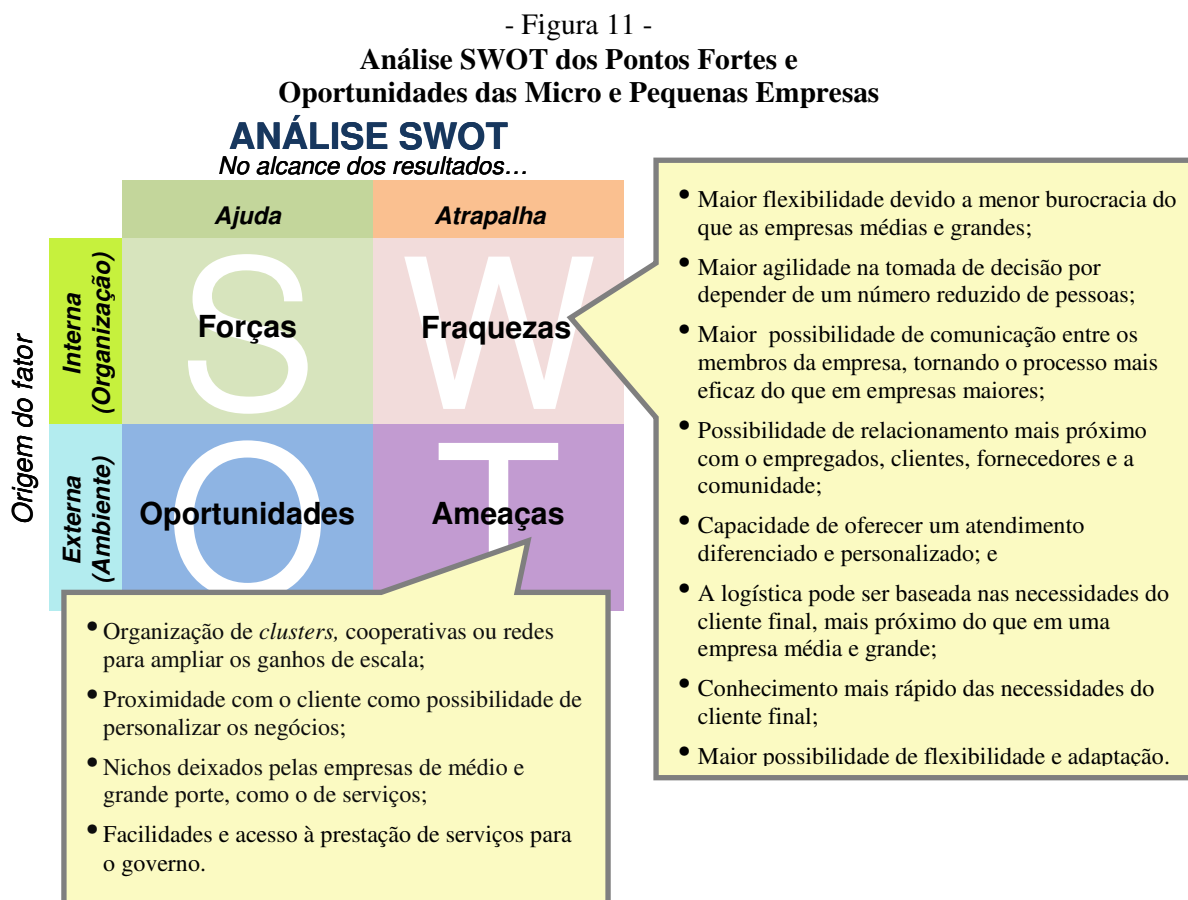 - Figura 11 -
Análise SWOT dos Pontos Fortes e
Oportunidades das Micro e Pequenas Empresas
ANÁLISE SWOT
No alcance dos resultados...
Ajuda
Atrapalha
Origem do fator
Interna
(Organização)
S
Forças
W
Fraquezas
Externa
(Ambiente)
O
Oportunidades
T
Ameaças
• Maior flexibilidade devido a menor burocracia do
que as empresas médias e grandes;
• Maior agilidade na tomada de decisão por
depender de um número reduzido de pessoas;
• Maior possibilidade de comunicação entre os
membros da empresa, tornando o processo mais
eficaz do que em empresas maiores;
• Possibilidade de relacionamento mais próximo
com o empregados, clientes, fornecedores e a
comunidade;
• Capacidade de oferecer um atendimento
diferenciado e personalizado; e
• A logística pode ser baseada nas necessidades do
cliente final, mais próximo do que em uma
empresa média e grande;
• Conhecimento mais rápido das necessidades do
cliente final;
• Maior possibilidade de flexibilidade e adaptação.
• Organização de clusters, cooperativas ou redes
para ampliar os ganhos de escala;
• Proximidade com o cliente como possibilidade de
personalizar os negócios;
• Nichos deixados pelas empresas de médio e
grande porte, como o de serviços;
• Facilidades e acesso à prestação de serviços para
o governo.